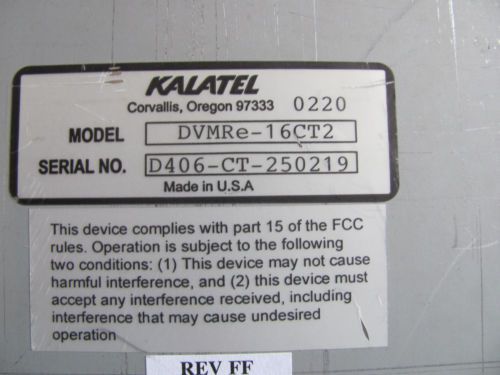 KALATEL
Corvallis, Oregon 97333 0220
MODEL DVMRe-16CT2
SERIAL NO. D406-CT-250219
Made in U.S.A
This device complies with part 15 of the FCC
rules. Operation is subject to the following
two conditions: (1) This device may not cause
harmful interference, and (2) this device must
accept any interference received, including
interference that may cause undesired
operation
REV FF